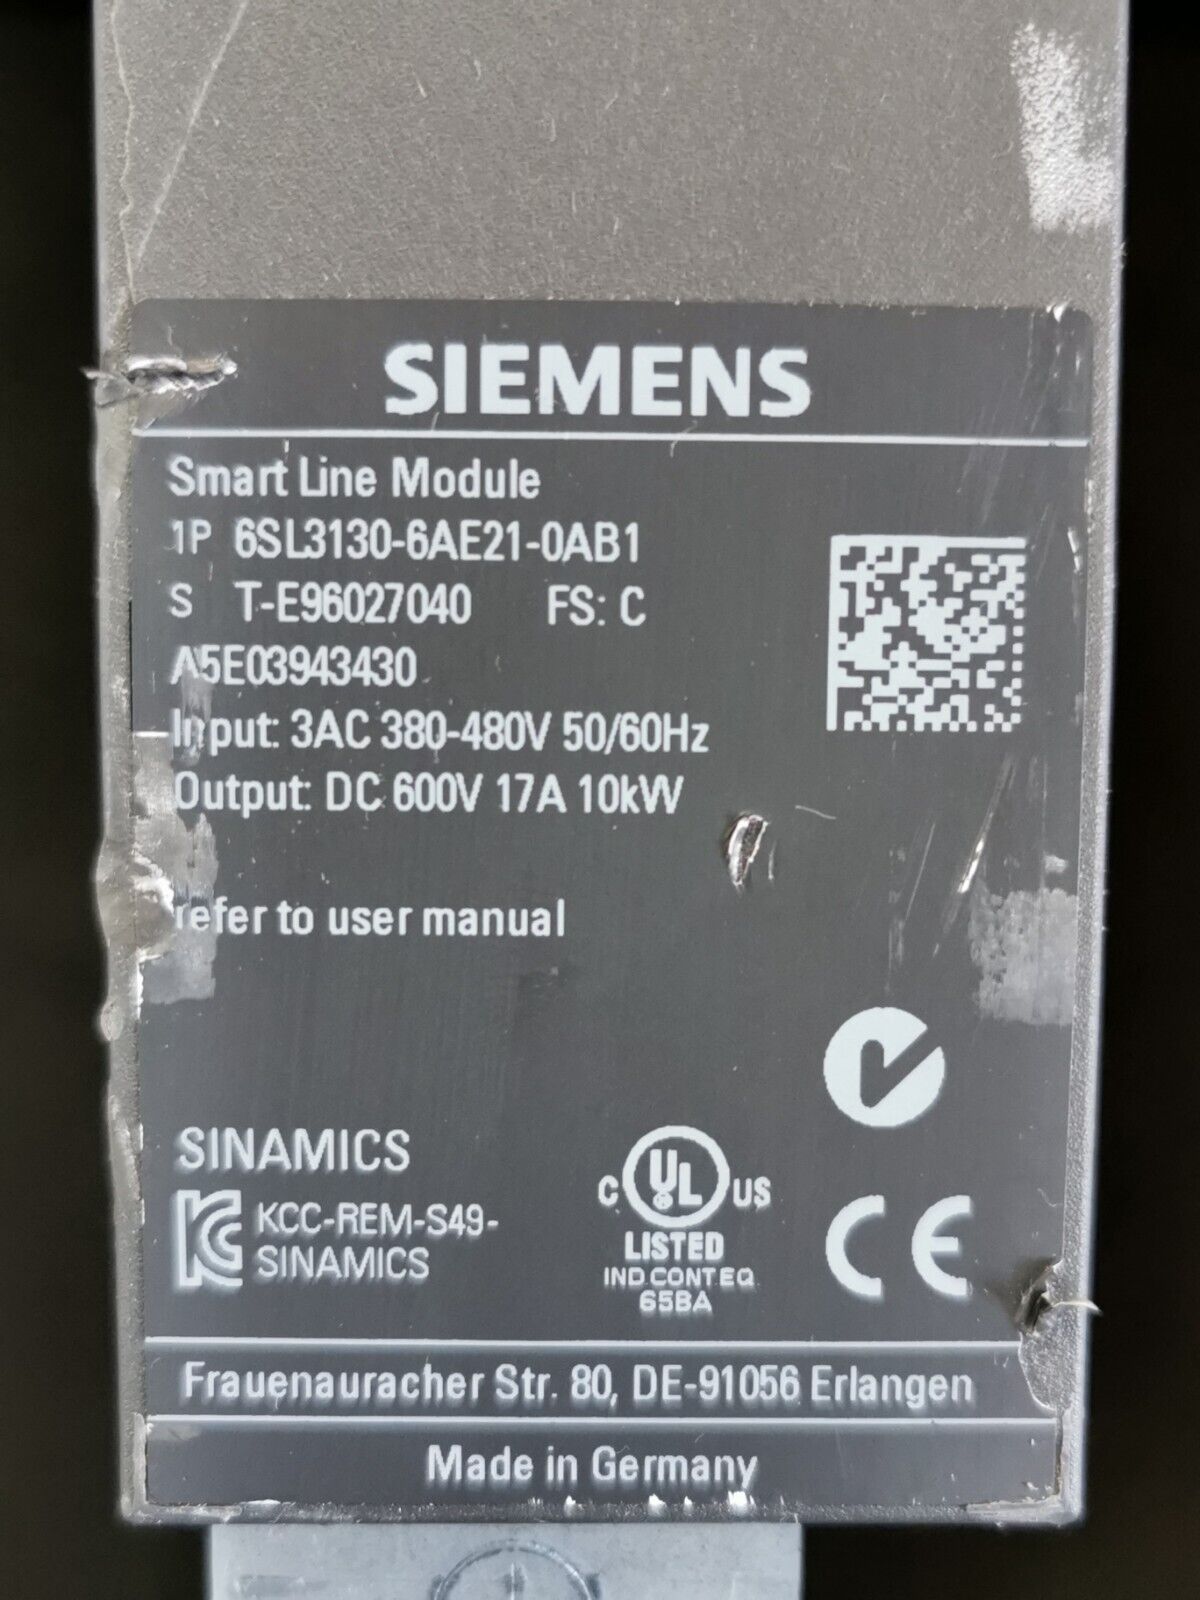 SIEMENS
Smart Line Module
1P 6SL3130-6AE21-0AB1
S T-E96027040 FS: C
A5E03943430
Input: 3AC 380-480V 50/60Hz
Output: DC 600V 17A 10kW
refer to user manual
SINAMICS
KC KCC-REM-S49-
SINAMICS
C UL US
LISTED
IND.CONT.EQ.
65BA
CE
Frauenauracher Str. 80, DE-91056 Erlangen
Made in Germany